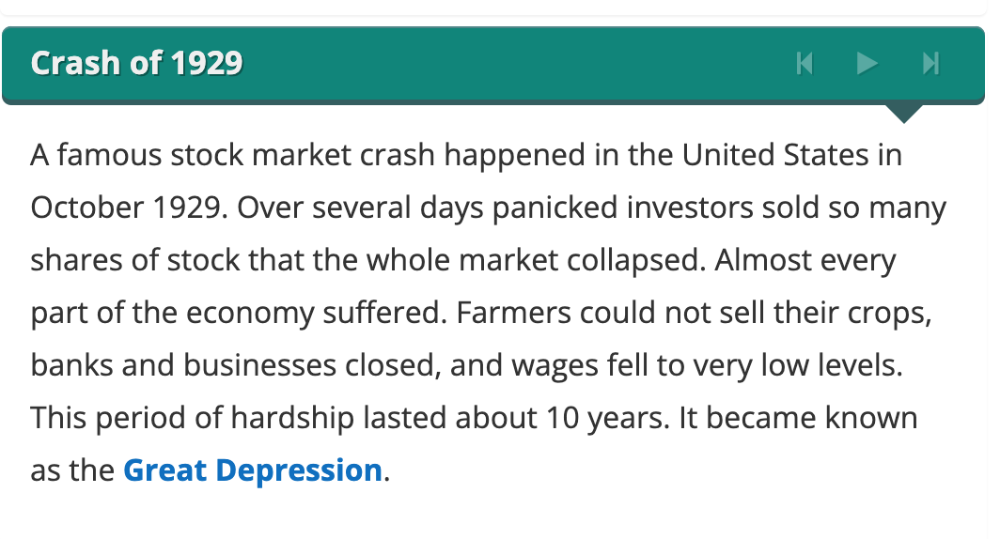 Crash of 1929
A famous stock market crash happened in the United States in
October 1929. Over several days panicked investors sold so many
shares of stock that the whole market collapsed. Almost every
part of the economy suffered. Farmers could not sell their crops,
banks and businesses closed, and wages fell to very low levels.
This period of hardship lasted about 10 years. It became known
as the Great Depression.